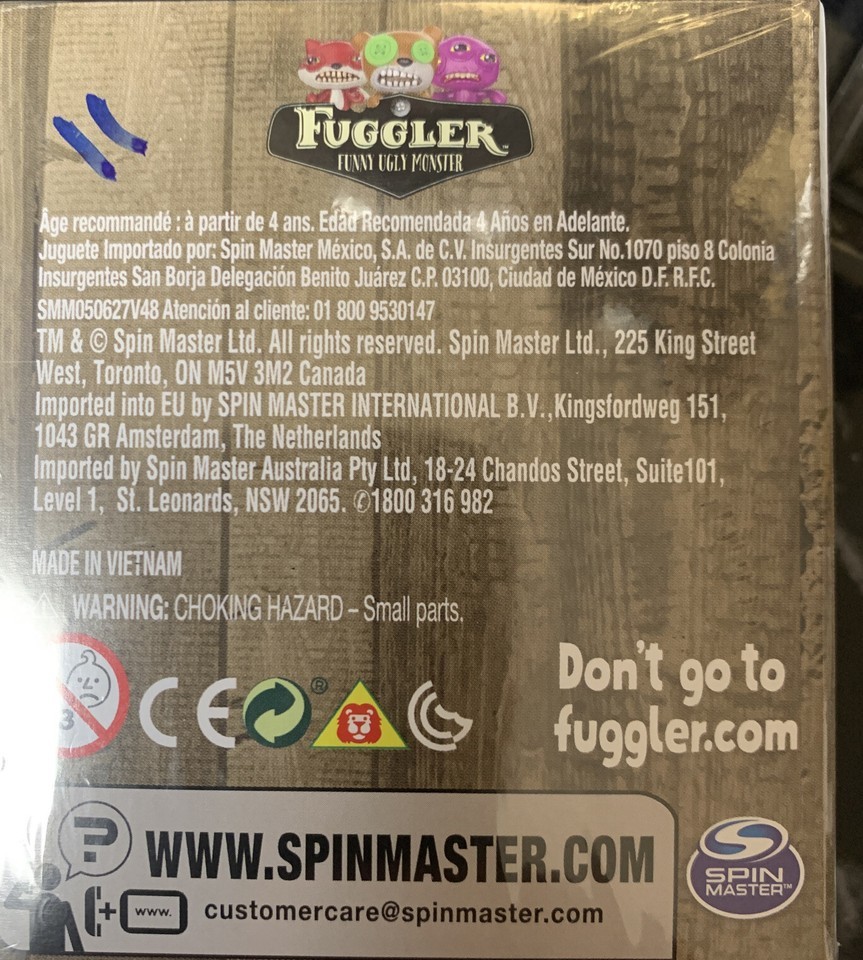 FUGGLER™
FUNNY UGLY MONSTER
Âge recommandé : à partir de 4 ans. Edad Recomendada 4 Años en Adelante.
Juguete Importado por: Spin Master México, S.A. de C.V. Insurgentes Sur No.1070 piso 8 Colonia
Insurgentes San Borja Delegación Benito Juárez C.P. 03100, Ciudad de México D.F. R.F.C.
SMM050627V48 Atención al cliente: 01 800 9530147
TM & © Spin Master Ltd. All rights reserved. Spin Master Ltd., 225 King Street
West, Toronto, ON M5V 3M2 Canada
Imported into EU by SPIN MASTER INTERNATIONAL B.V.,Kingsfordweg 151,
1043 GR Amsterdam, The Netherlands
Imported by Spin Master Australia Pty Ltd, 18-24 Chandos Street, Suite101,
Level 1, St. Leonards, NSW 2065. ✆1800 316 982
MADE IN VIETNAM
⚠ WARNING: CHOKING HAZARD – Small parts.
3
CE
®
Don't go to
fuggler.com
?
WWW.SPINMASTER.COM
+ www.
customercare@spinmaster.com
SPIN
MASTER™